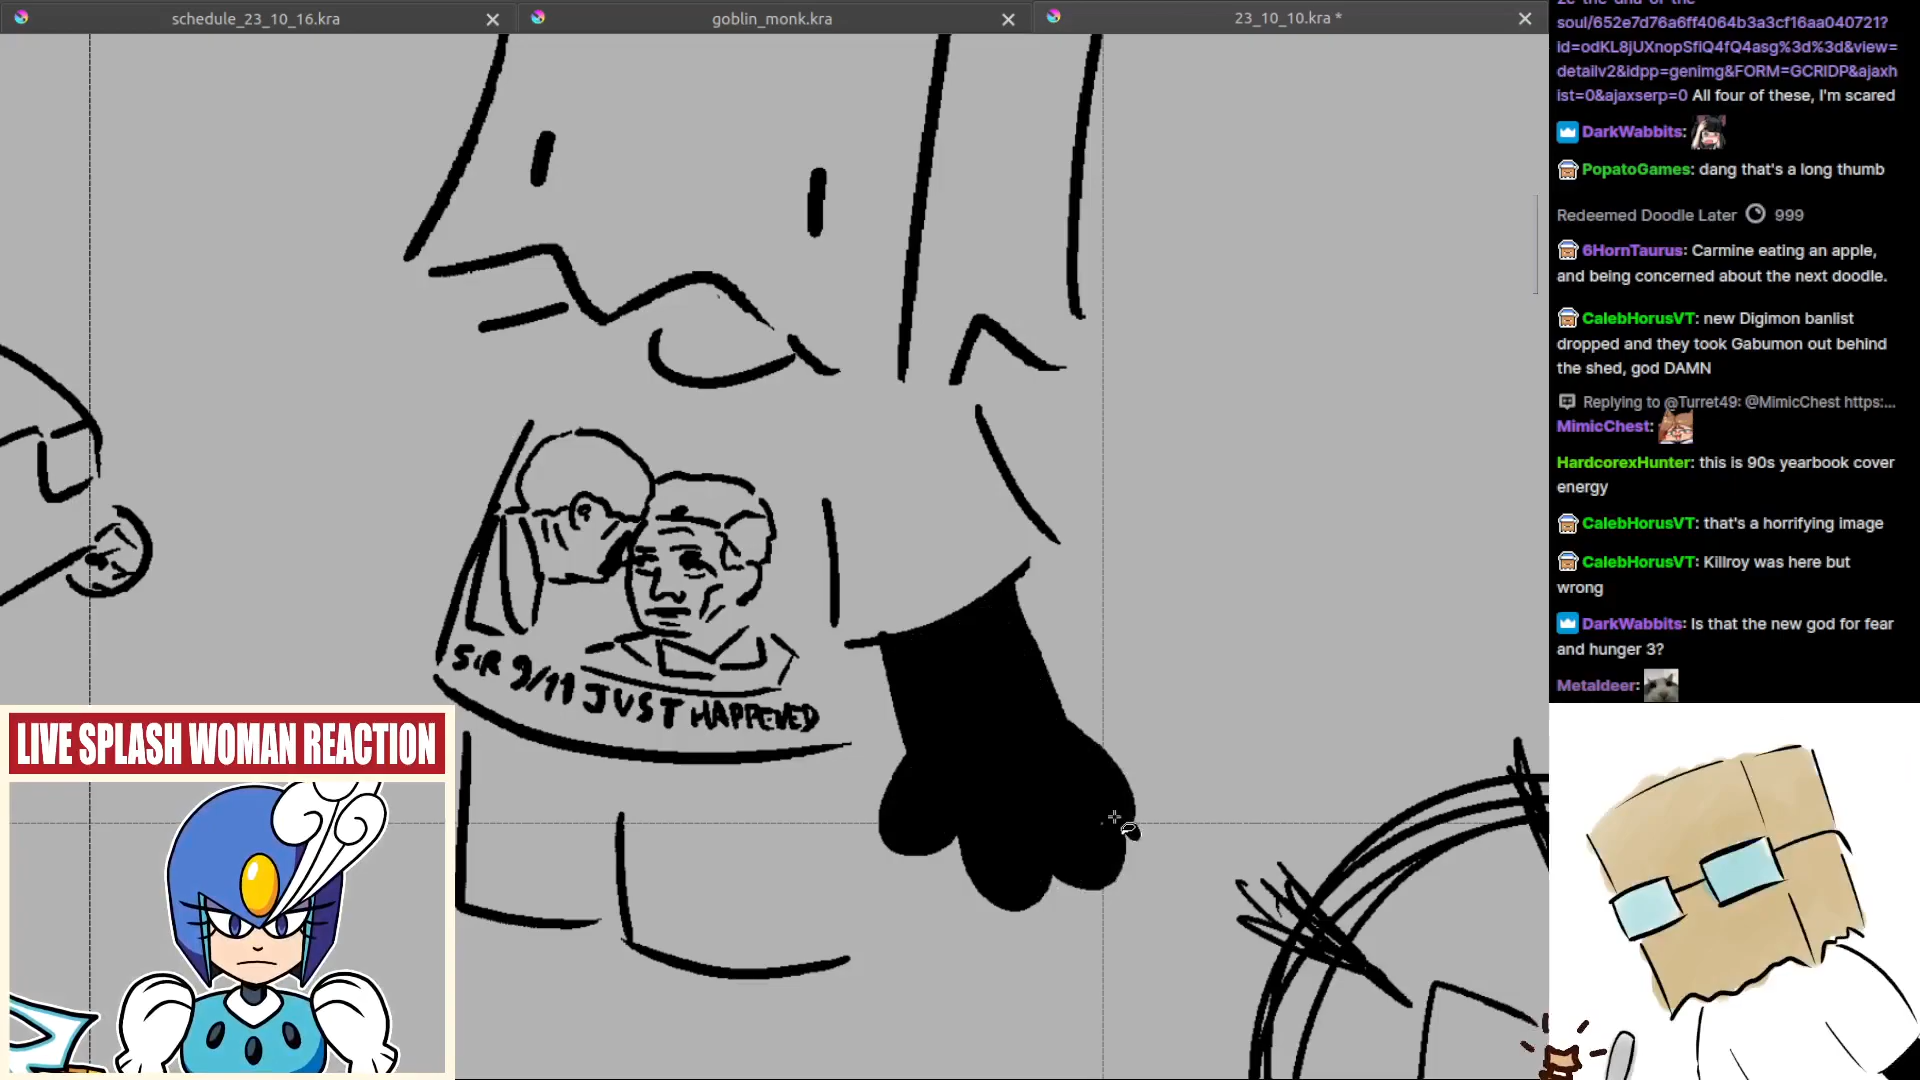 schedule_23_10_16.kra
goblin_monk.kra
23_10_10.kra *
soul/652e7d76a6ff4064b3a3cf16aa040721?
id=odKL8jUXnopSflQ4fQ4asg%3d%3d&view=
detailv2&idpp=genimg&FORM=GCRIDP&ajaxh
ist=0&ajaxserp=0 All four of these, I'm scared
DarkWabbits:
PopatoGames: dang that's a long thumb
Redeemed Doodle Later 999
6HornTaurus: Carmine eating an apple,
and being concerned about the next doodle.
CalebHorusVT: new Digimon banlist
dropped and they took Gabumon out behind
the shed, god DAMN
Replying to @Turret49: @MimicChest https:...
MimicChest:
HardcorexHunter: this is 90s yearbook cover
energy
CalebHorusVT: that's a horrifying image
CalebHorusVT: Killroy was here but
wrong
DarkWabbits: Is that the new god for fear
and hunger 3?
Metaldeer:
SIR 9/11 JUST HAPPENED
LIVE SPLASH WOMAN REACTION